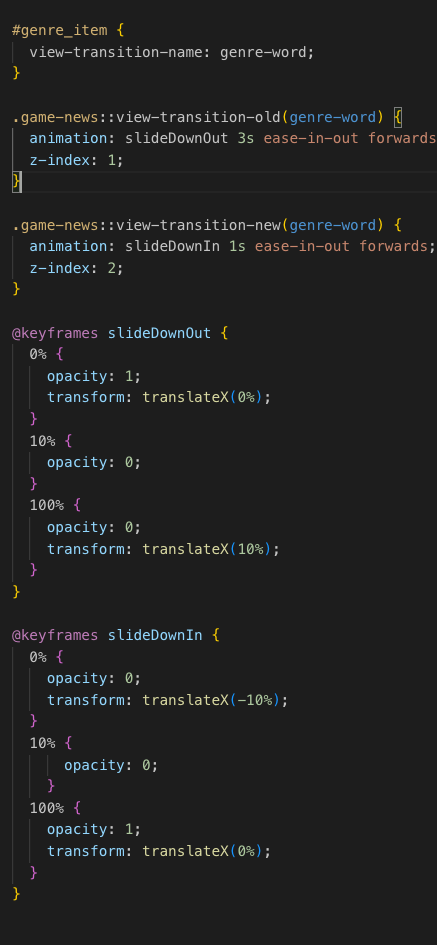 #genre_item {
  view-transition-name: genre-word;
}

.game-news::view-transition-old(genre-word) {
  animation: slideDownOut 3s ease-in-out forwards
  z-index: 1;
}

.game-news::view-transition-new(genre-word) {
  animation: slideDownIn 1s ease-in-out forwards;
  z-index: 2;
}

@keyframes slideDownOut {
  0% {
    opacity: 1;
    transform: translateX(0%);
  }
  10% {
    opacity: 0;
  }
  100% {
    opacity: 0;
    transform: translateX(10%);
  }
}

@keyframes slideDownIn {
  0% {
    opacity: 0;
    transform: translateX(-10%);
  }
  10% {
      opacity: 0;
    }
  100% {
    opacity: 1;
    transform: translateX(0%);
  }
}